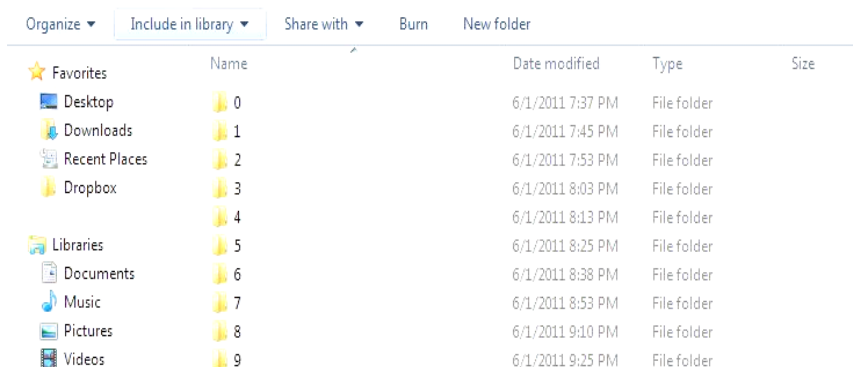 Organize Include in library Share with Burn New folder
Favorites Name Date modified Type Size
Desktop 0 6/1/2011 7:37 PM File folder
Downloads 1 6/1/2011 7:45 PM File folder
Recent Places 2 6/1/2011 7:53 PM File folder
Dropbox 3 6/1/2011 8:03 PM File folder
4 6/1/2011 8:13 PM File folder
Libraries 5 6/1/2011 8:25 PM File folder
Documents 6 6/1/2011 8:38 PM File folder
Music 7 6/1/2011 8:53 PM File folder
Pictures 8 6/1/2011 9:10 PM File folder
Videos 9 6/1/2011 9:25 PM File folder